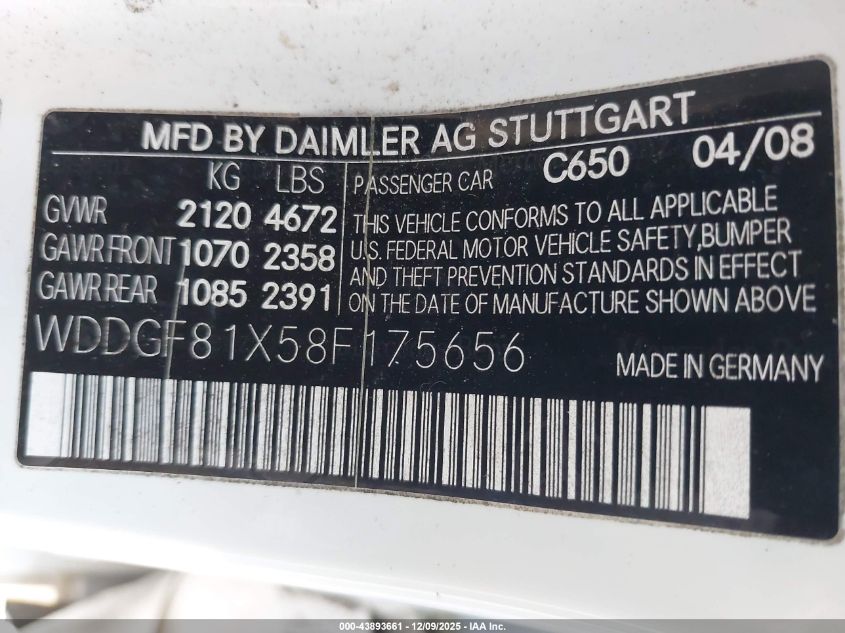 MFD BY DAIMLER AG STUTTGART
KG LBS PASSENGER CAR C650 04/08
GVWR 2120 4672 THIS VEHICLE CONFORMS TO ALL APPLICABLE
GAWR FRONT 1070 2358 U.S. FEDERAL MOTOR VEHICLE SAFETY, BUMPER
GAWR REAR 1085 2391 AND THEFT PREVENTION STANDARDS IN EFFECT
ON THE DATE OF MANUFACTURE SHOWN ABOVE
WDDGF81X58F175656
MADE IN GERMANY
000-43893661 - 12/09/2025 - IAA, Inc.